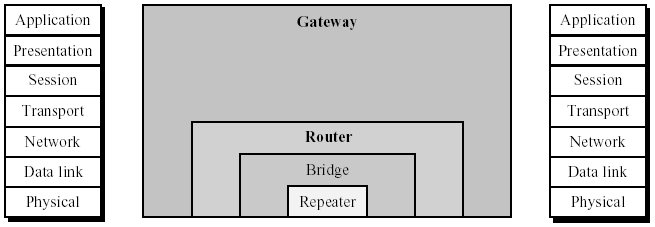 Application
Presentation
Session
Transport
Network
Data link
Physical
Gateway
Router
Bridge
Repeater
Application
Presentation
Session
Transport
Network
Data link
Physical